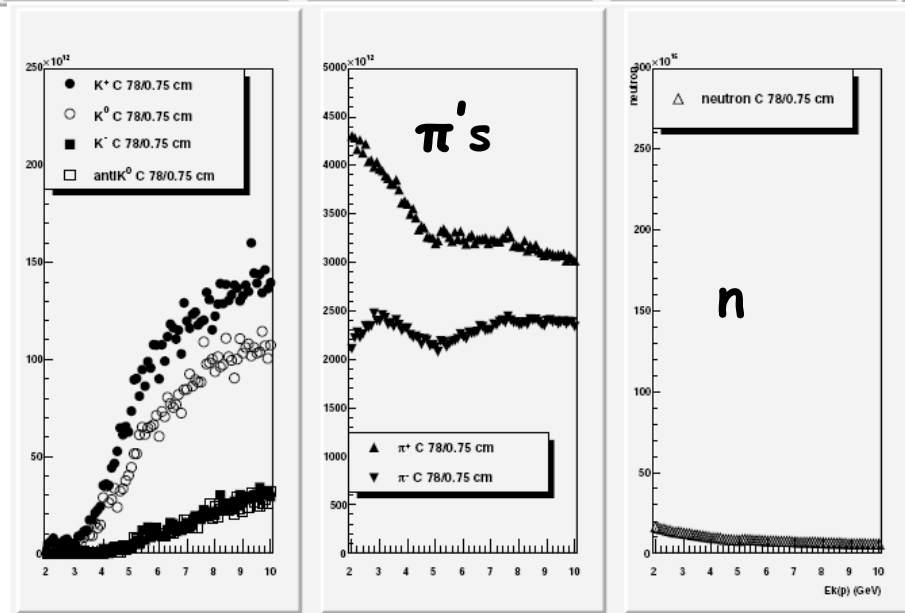 250 ×10¹²
K⁺ C 78/0.75 cm
K⁰ C 78/0.75 cm
K⁻ C 78/0.75 cm
antiK⁰ C 78/0.75 cm
200
150
100
50
0
2 3 4 5 6 7 8 9 10
5000 ×10¹²
4500
π's
4000
3500
3000
2500
2000
1500
π⁺ C 78/0.75 cm
π⁻ C 78/0.75 cm
1000
500
0
2 3 4 5 6 7 8 9 10
300 ×10¹⁵
neutron
neutron C 78/0.75 cm
250
200
n
150
100
50
0
2 3 4 5 6 7 8 9 10
Ek(p) (GeV)